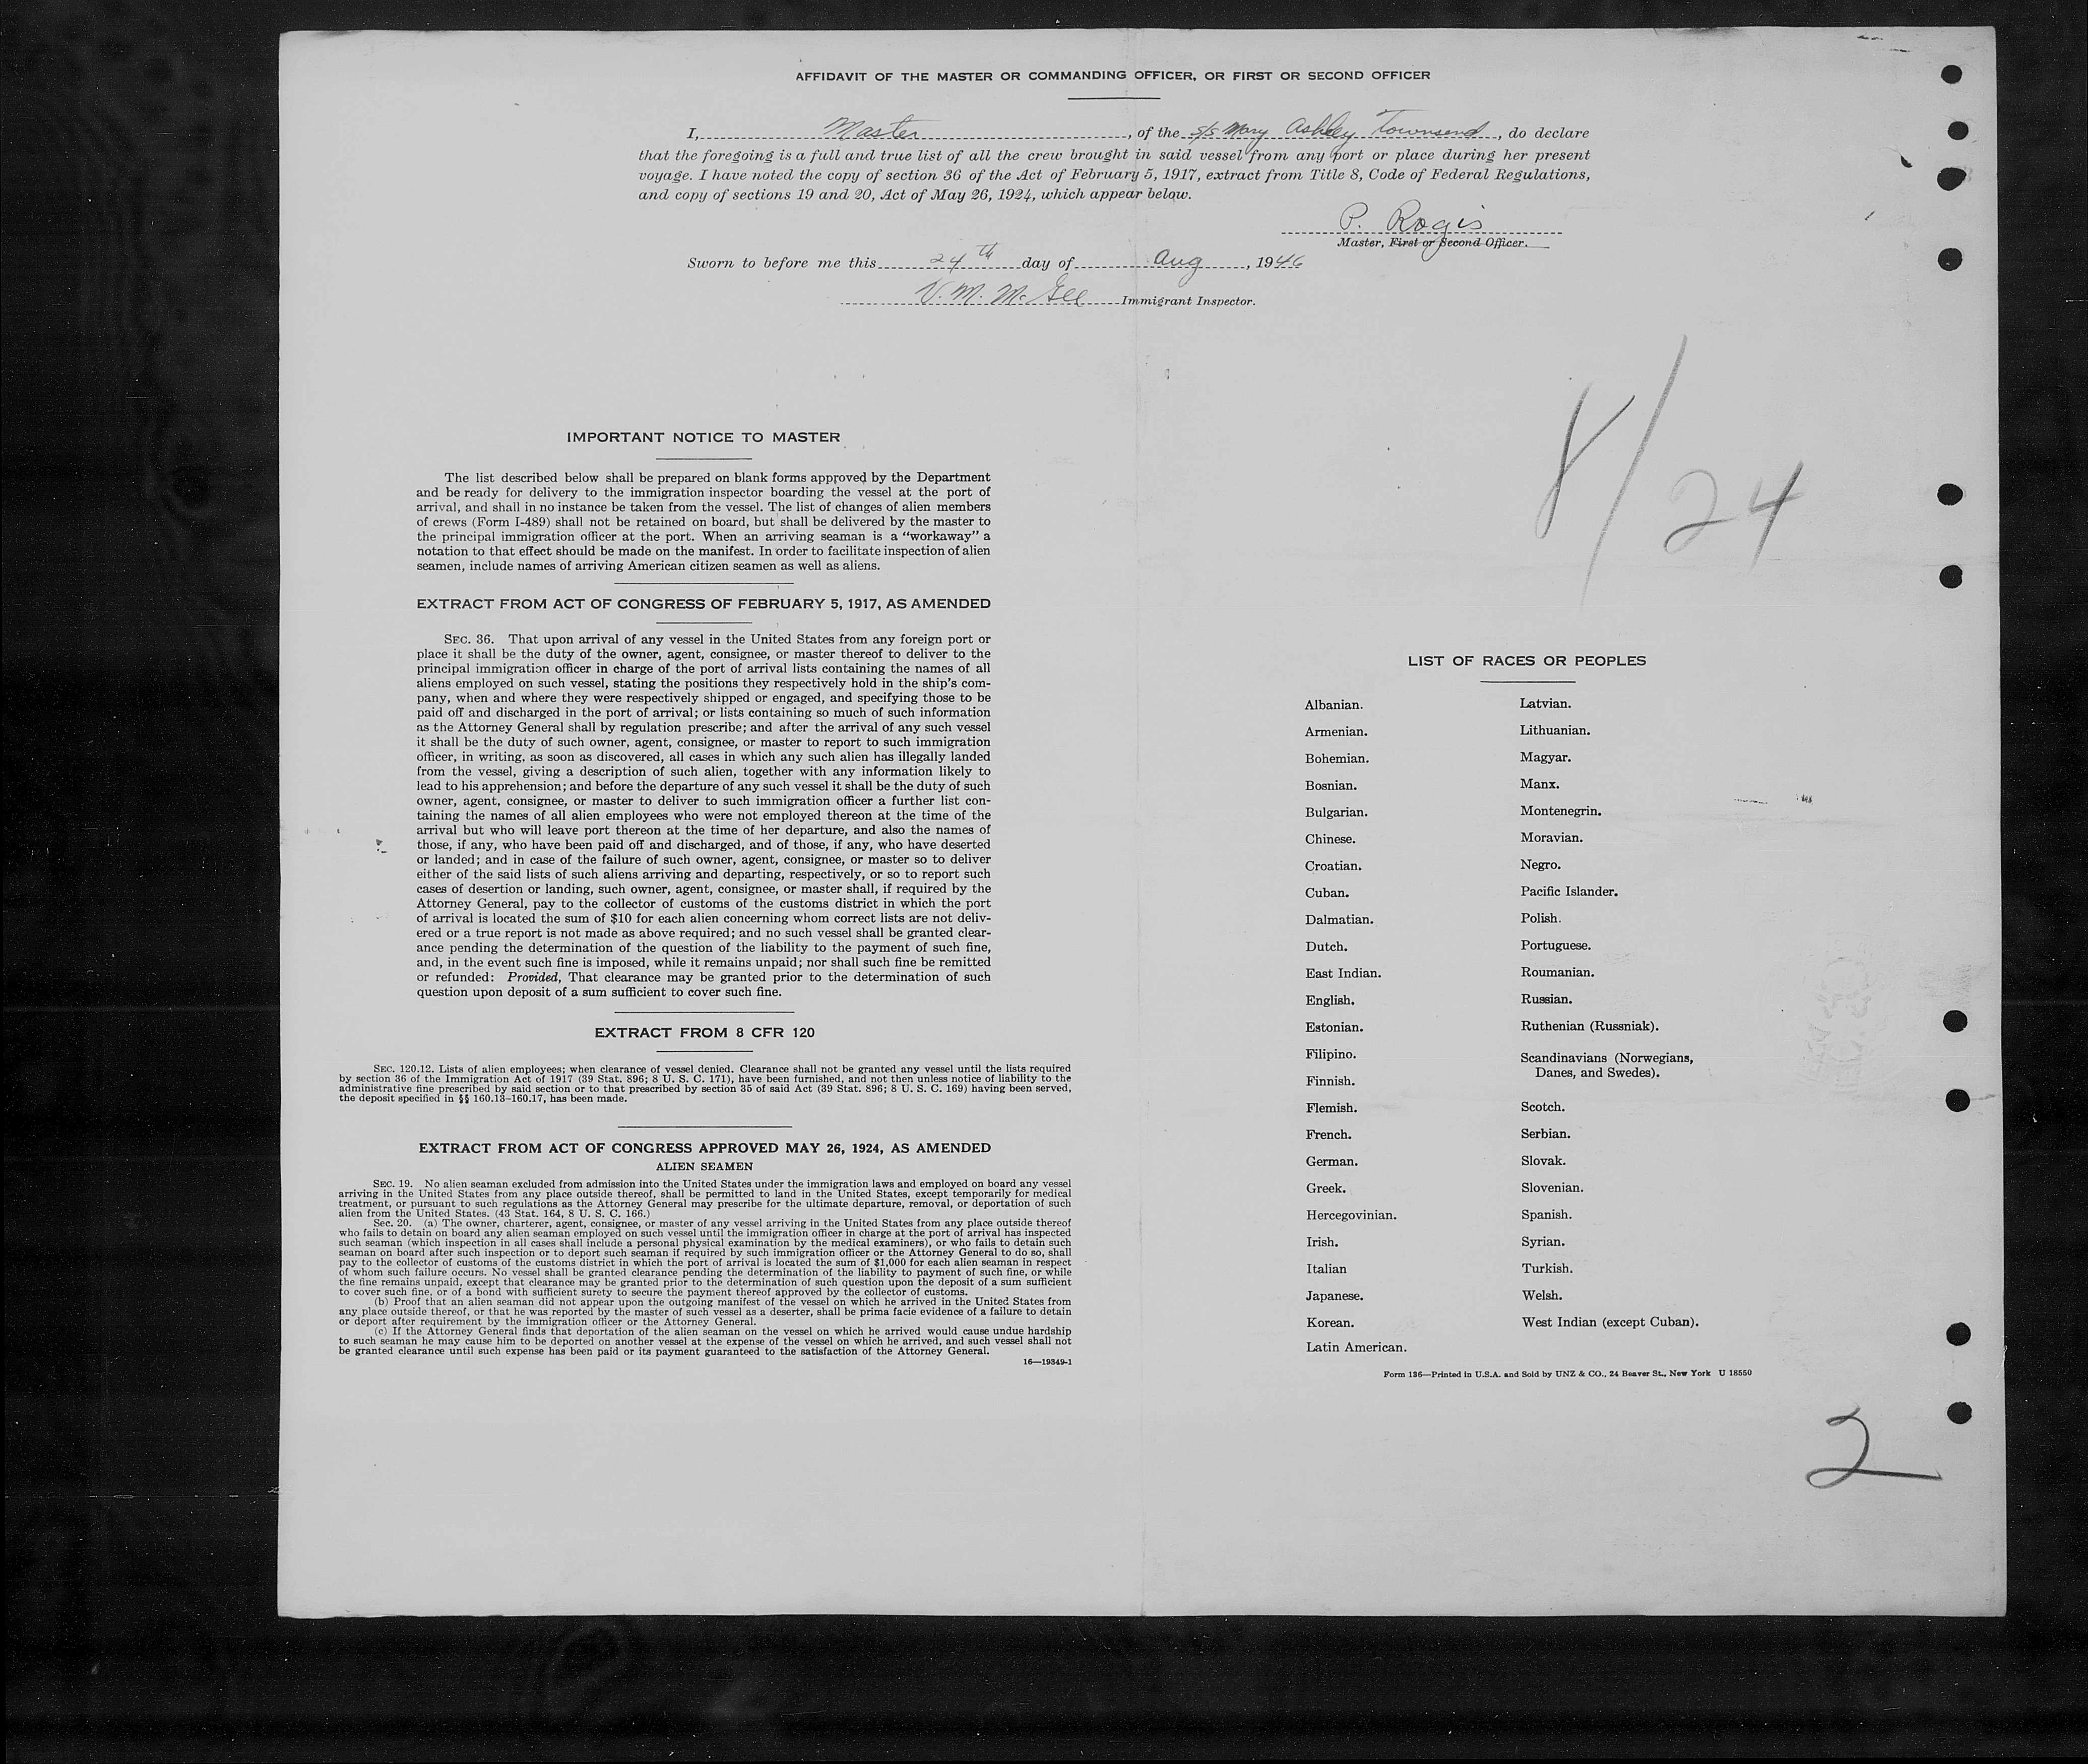 AFFIDAVIT OF THE MASTER OR COMMANDING OFFICER, OR FIRST OR SECOND OFFICER
I, Master, of the S/S Mary Ashley Townsend, do declare
that the foregoing is a full and true list of all the crew brought in said vessel from any port or place during her present
voyage. I have noted the copy of section 36 of the Act of February 5, 1917, extract from Title 8, Code of Federal Regulations,
and copy of sections 19 and 20, Act of May 26, 1924, which appear below.
P. Rogis
Master, First or Second Officer.
Sworn to before me this 24th day of Aug, 1946
V. M. McGee Immigrant Inspector.
8/24
IMPORTANT NOTICE TO MASTER
The list described below shall be prepared on blank forms approved by the Department
and be ready for delivery to the immigration inspector boarding the vessel at the port of
arrival, and shall in no instance be taken from the vessel. The list of changes of alien members
of crews (Form I-489) shall not be retained on board, but shall be delivered by the master to
the principal immigration officer at the port. When an arriving seaman is a "workaway" a
notation to that effect should be made on the manifest. In order to facilitate inspection of alien
seamen, include names of arriving American citizen seamen as well as aliens.
EXTRACT FROM ACT OF CONGRESS OF FEBRUARY 5, 1917, AS AMENDED
SEC. 36. That upon arrival of any vessel in the United States from any foreign port or
place it shall be the duty of the owner, agent, consignee, or master thereof to deliver to the
principal immigration officer in charge of the port of arrival lists containing the names of all
aliens employed on such vessel, stating the positions they respectively hold in the ship's com-
pany, when and where they were respectively shipped or engaged, and specifying those to be
paid off and discharged in the port of arrival; or lists containing so much of such information
as the Attorney General shall by regulation prescribe; and after the arrival of any such vessel
it shall be the duty of such owner, agent, consignee, or master to report to such immigration
officer, in writing, as soon as discovered, all cases in which any such alien has illegally landed
from the vessel, giving a description of such alien, together with any information likely to
lead to his apprehension; and before the departure of any such vessel it shall be the duty of such
owner, agent, consignee, or master to deliver to such immigration officer a further list con-
taining the names of all alien employees who were not employed thereon at the time of the
arrival but who will leave port thereon at the time of her departure, and also the names of
those, if any, who have been paid off and discharged, and of those, if any, who have deserted
or landed; and in case of the failure of such owner, agent, consignee, or master so to deliver
either of the said lists of such aliens arriving and departing, respectively, or so to report such
cases of desertion or landing, such owner, agent, consignee, or master shall, if required by the
Attorney General, pay to the collector of customs of the customs district in which the port
of arrival is located the sum of $10 for each alien concerning whom correct lists are not deliv-
ered or a true report is not made as above required; and no such vessel shall be granted clear-
ance pending the determination of the question of the liability to the payment of such fine,
and, in the event such fine is imposed, while it remains unpaid; nor shall such fine be remitted
or refunded: Provided, That clearance may be granted prior to the determination of such
question upon deposit of a sum sufficient to cover such fine.
EXTRACT FROM 8 CFR 120
SEC. 120.12. Lists of alien employees; when clearance of vessel denied. Clearance shall not be granted any vessel until the lists required
by section 36 of the Immigration Act of 1917 (39 Stat. 896; 8 U. S. C. 171), have been furnished, and not then unless notice of liability to the
administrative fine prescribed by said section or to that prescribed by section 35 of said Act (39 Stat. 896; 8 U. S. C. 169) having been served,
the deposit specified in §§ 160.13–160.17, has been made.
EXTRACT FROM ACT OF CONGRESS APPROVED MAY 26, 1924, AS AMENDED
ALIEN SEAMEN
SEC. 19. No alien seaman excluded from admission into the United States under the immigration laws and employed on board any vessel
arriving in the United States from any place outside thereof, shall be permitted to land in the United States, except temporarily for medical
treatment, or pursuant to such regulations as the Attorney General may prescribe for the ultimate departure, removal, or deportation of such
alien from the United States. (43 Stat. 164, 8 U. S. C. 166.)
Sec. 20. (a) The owner, charterer, agent, consignee, or master of any vessel arriving in the United States from any place outside thereof
who fails to detain on board any alien seaman employed on such vessel until the immigration officer in charge at the port of arrival has inspected
such seaman (which inspection in all cases shall include a personal physical examination by the medical examiners), or who fails to detain such
seaman on board after such inspection or to deport such seaman if required by such immigration officer or the Attorney General to do so, shall
pay to the collector of customs of the customs district in which the port of arrival is located the sum of $1,000 for each alien seaman in respect
of whom such failure occurs. No vessel shall be granted clearance pending the determination of the liability to payment of such fine, or while
the fine remains unpaid, except that clearance may be granted prior to the determination of such question upon the deposit of a sum sufficient
to cover such fine, or of a bond with sufficient surety to secure the payment thereof approved by the collector of customs.
(b) Proof that an alien seaman did not appear upon the outgoing manifest of the vessel on which he arrived in the United States from
any place outside thereof, or that he was reported by the master of such vessel as a deserter, shall be prima facie evidence of a failure to detain
or deport after requirement by the immigration officer or the Attorney General.
(c) If the Attorney General finds that deportation of the alien seaman on the vessel on which he arrived would cause undue hardship
to such seaman he may cause him to be deported on another vessel at the expense of the vessel on which he arrived, and such vessel shall not
be granted clearance until such expense has been paid or its payment guaranteed to the satisfaction of the Attorney General.
16—19349-1
LIST OF RACES OR PEOPLES
Albanian.
Armenian.
Bohemian.
Bosnian.
Bulgarian.
Chinese.
Croatian.
Cuban.
Dalmatian.
Dutch.
East Indian.
English.
Estonian.
Filipino.
Finnish.
Flemish.
French.
German.
Greek.
Hercegovinian.
Irish.
Italian
Japanese.
Korean.
Latin American.
Latvian.
Lithuanian.
Magyar.
Manx.
Montenegrin.
Moravian.
Negro.
Pacific Islander.
Polish.
Portuguese.
Roumanian.
Russian.
Ruthenian (Russniak).
Scandinavians (Norwegians,
Danes, and Swedes).
Scotch.
Serbian.
Slovak.
Slovenian.
Spanish.
Syrian.
Turkish.
Welsh.
West Indian (except Cuban).
Form 136—Printed in U.S.A. and Sold by UNZ & CO., 24 Beaver St., New York U 18550
2